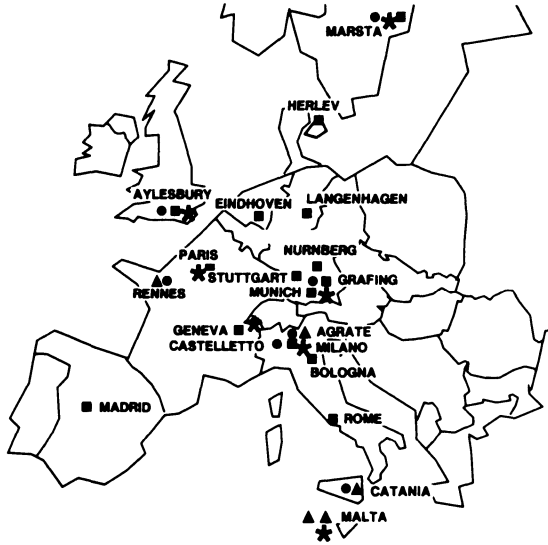 MARSTA
HERLEV
AYLESBURY
EINDHOVEN
LANGENHAGEN
PARIS
NURNBERG
STUTTGART
GRAFING
RENNES
MUNICH
GENEVA
AGRATE
CASTELLETTO
MILANO
BOLOGNA
MADRID
ROME
CATANIA
MALTA